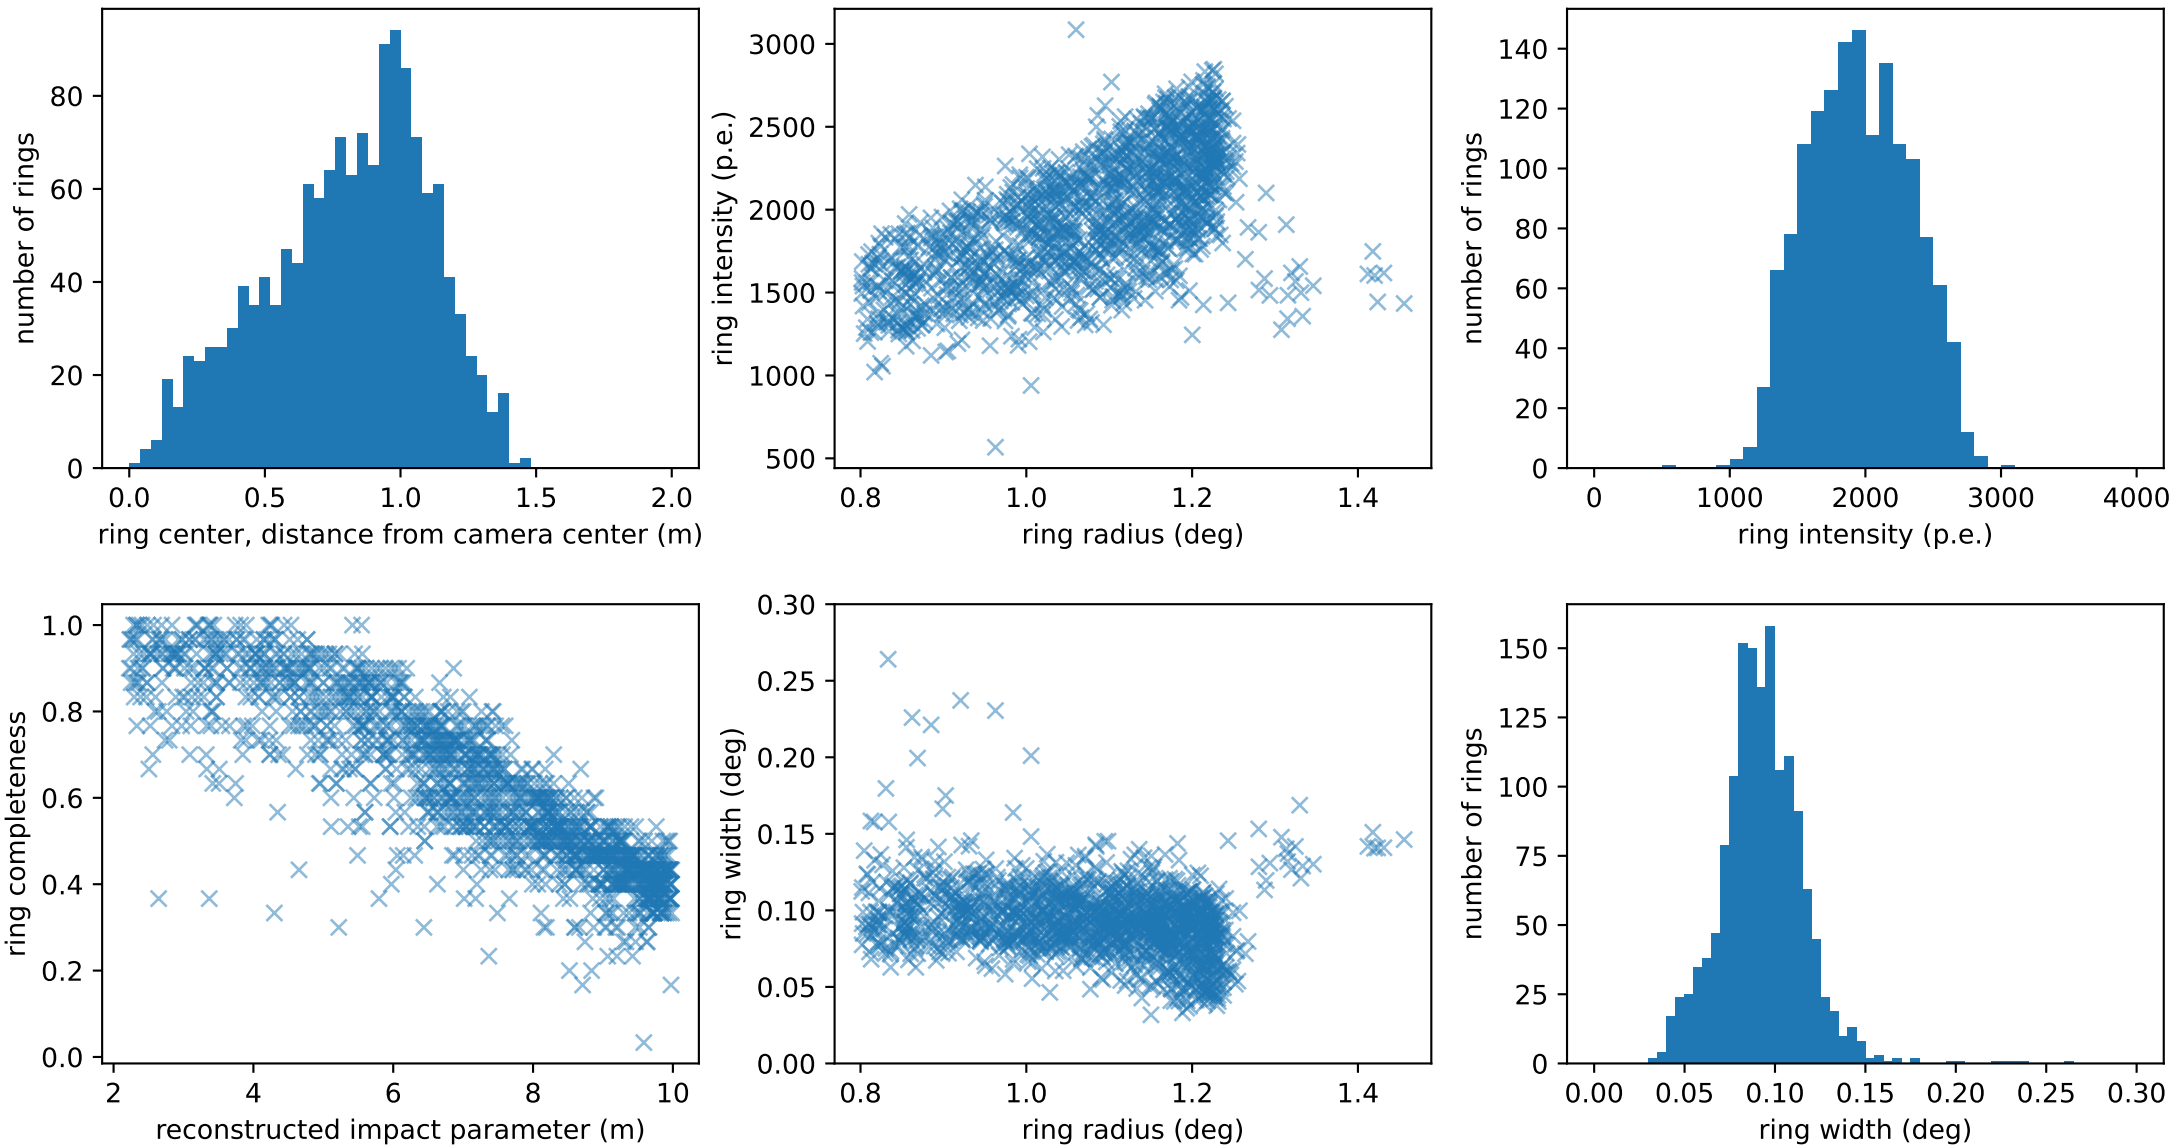 number of rings
80
60
40
20
0
0.0 0.5 1.0 1.5 2.0
ring center, distance from camera center (m)
ring intensity (p.e.)
3000
2500
2000
1500
1000
500
0.8 1.0 1.2 1.4
ring radius (deg)
number of rings
140
120
100
80
60
40
20
0
0 1000 2000 3000 4000
ring intensity (p.e.)
ring completeness
1.0
0.8
0.6
0.4
0.2
0.0
2 4 6 8 10
reconstructed impact parameter (m)
ring width (deg)
0.30
0.25
0.20
0.15
0.10
0.05
0.00
0.8 1.0 1.2 1.4
ring radius (deg)
number of rings
150
125
100
75
50
25
0
0.00 0.05 0.10 0.15 0.20 0.25 0.30
ring width (deg)